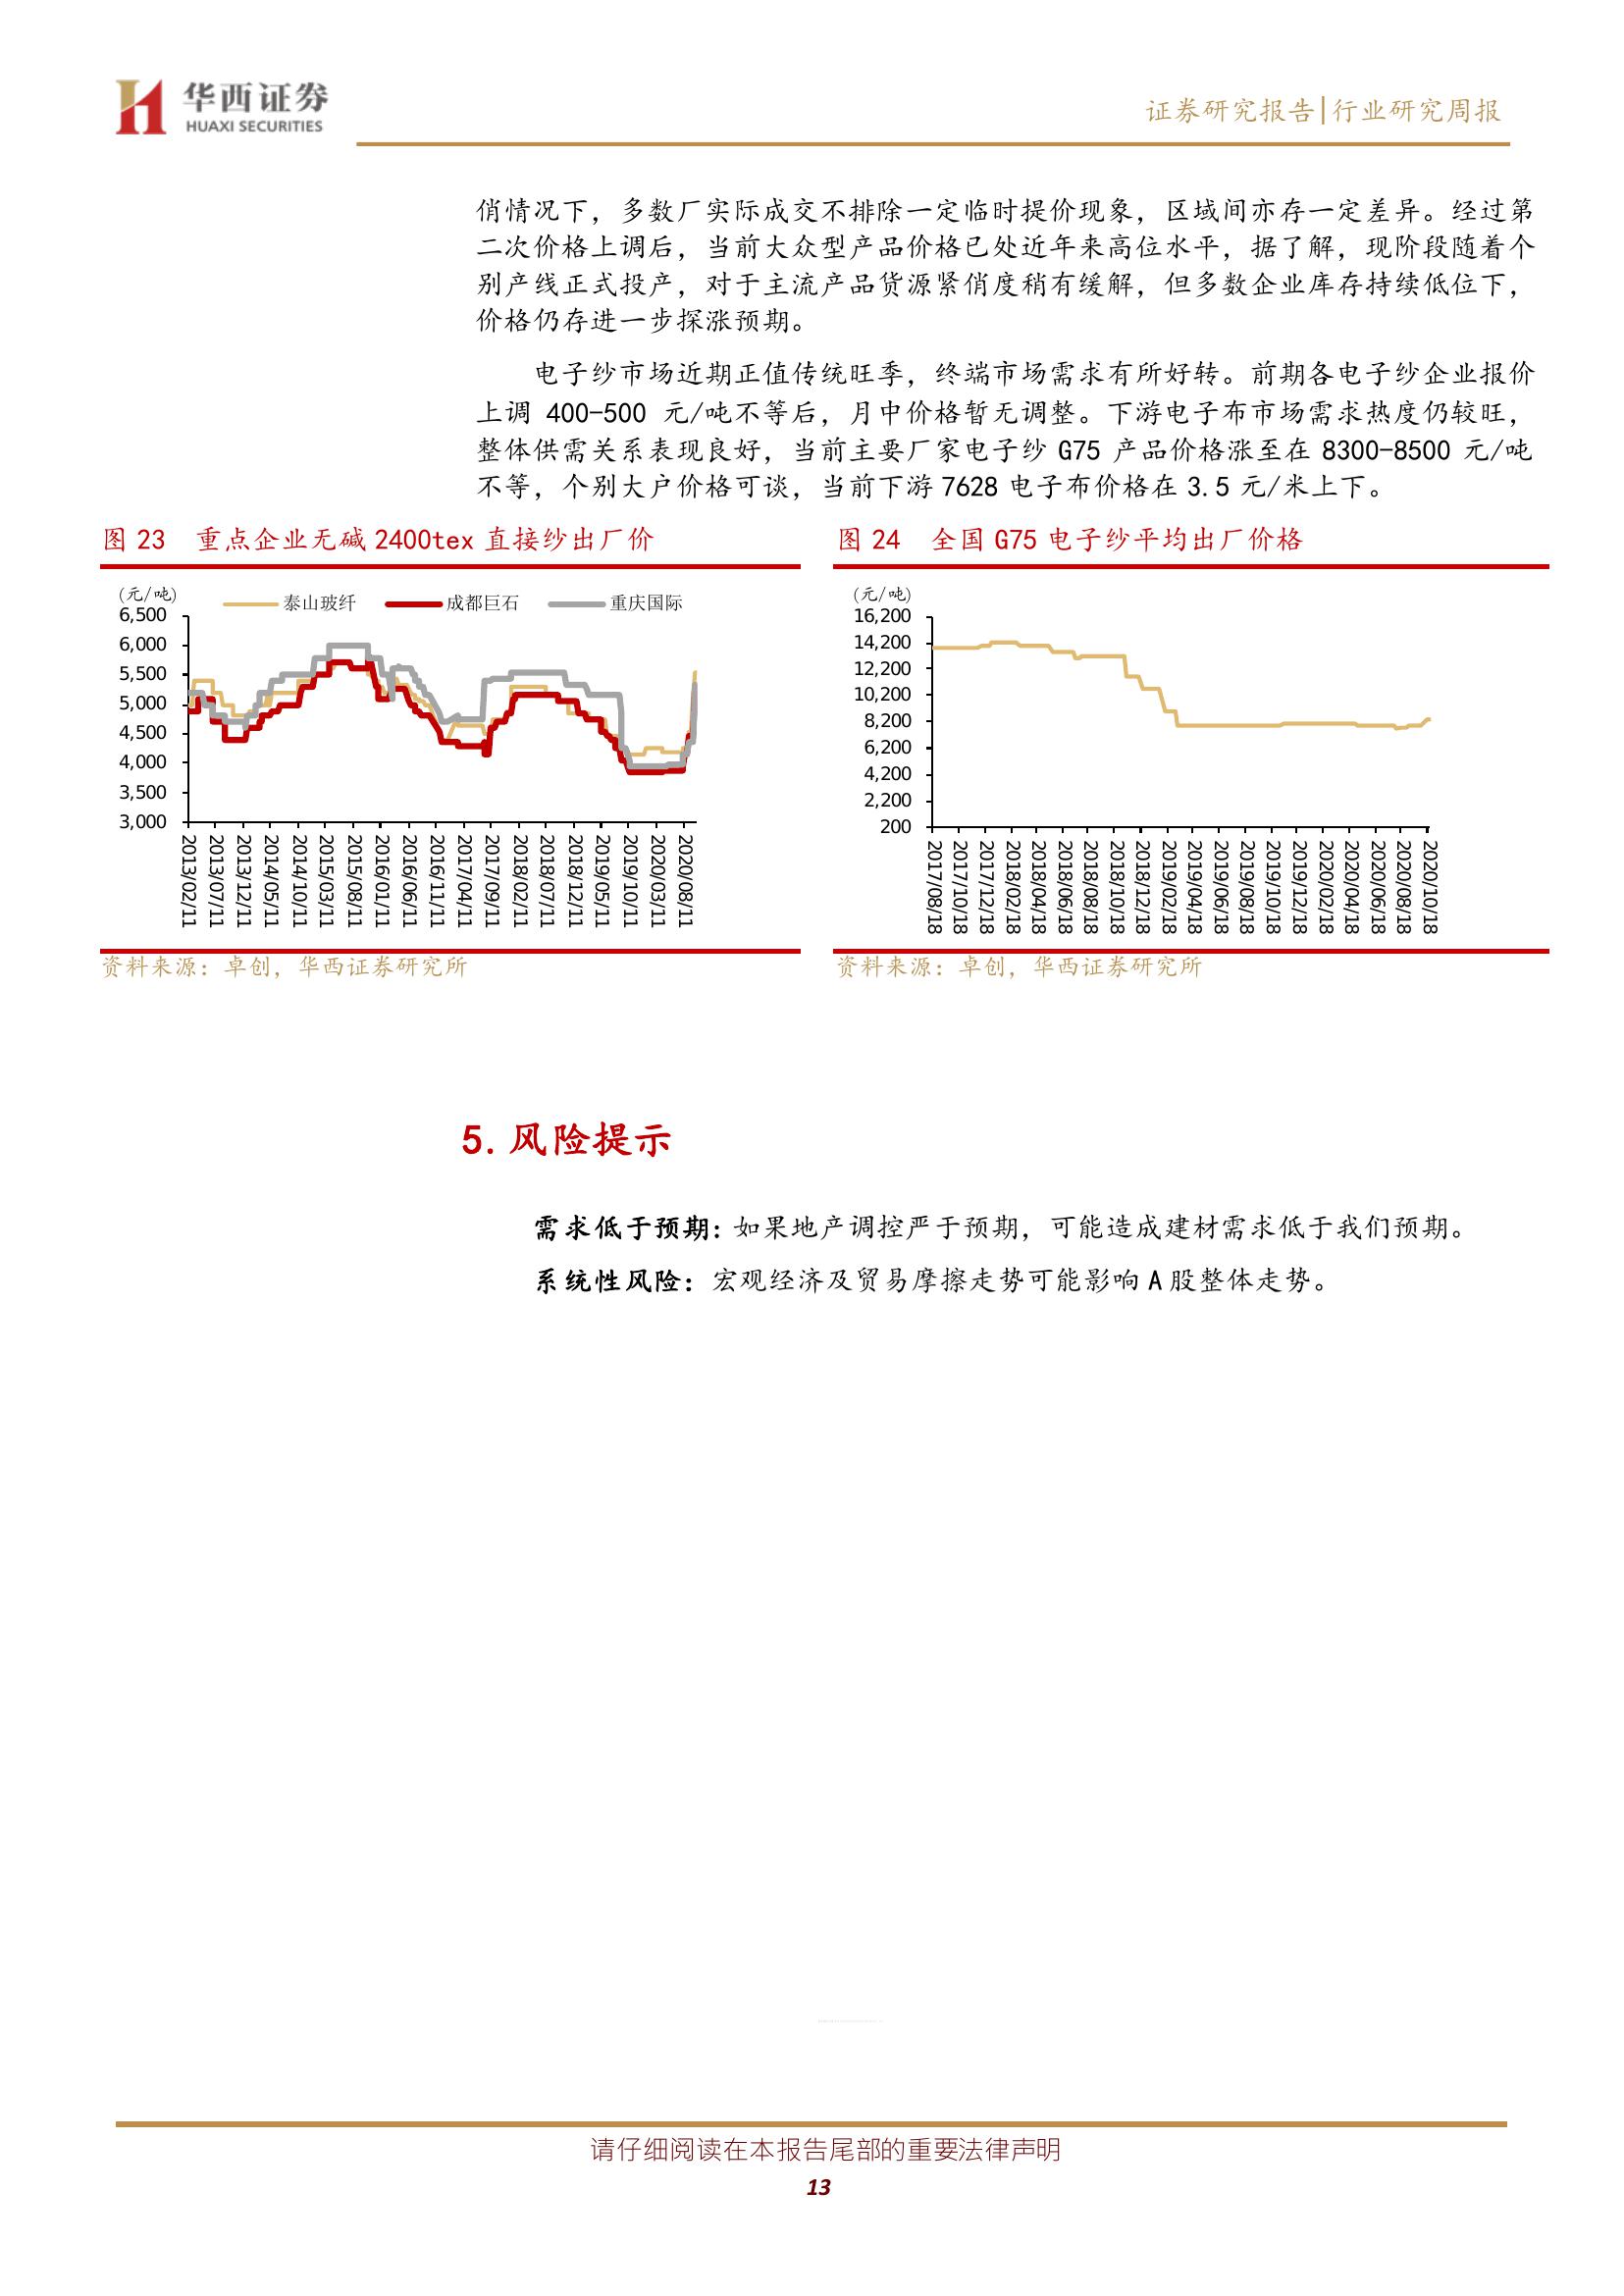 华西证券
HUAXI SECURITIES
证券研究报告|行业研究周报
俏情况下，多数厂实际成交不排除一定临时提价现象，区域间亦存一定差异。经过第
二次价格上调后，当前大众型产品价格已处近年来高位水平，据了解，现阶段随着个
别产线正式投产，对于主流产品货源紧俏度稍有缓解，但多数企业库存持续低位下，
价格仍存进一步探涨预期。
电子纱市场近期正值传统旺季，终端市场需求有所好转。前期各电子纱企业报价
上调 400-500 元/吨不等后，月中价格暂无调整。下游电子布市场需求热度仍较旺，
整体供需关系表现良好，当前主要厂家电子纱 G75 产品价格涨至在 8300-8500 元/吨
不等，个别大户价格可谈，当前下游 7628 电子布价格在 3.5 元/米上下。
图 23 重点企业无碱 2400tex 直接纱出厂价
(元/吨)
泰山玻纤 成都巨石 重庆国际
6,500
6,000
5,500
5,000
4,500
4,000
3,500
3,000
2013/02/11
2013/07/11
2013/12/11
2014/05/11
2014/10/11
2015/03/11
2015/08/11
2016/01/11
2016/06/11
2016/11/11
2017/04/11
2017/09/11
2018/02/11
2018/07/11
2018/12/11
2019/05/11
2019/10/11
2020/03/11
2020/08/11
资料来源：卓创，华西证券研究所
图 24 全国 G75 电子纱平均出厂价格
(元/吨)
16,200
14,200
12,200
10,200
8,200
6,200
4,200
2,200
200
2017/08/18
2017/10/18
2017/12/18
2018/02/18
2018/04/18
2018/06/18
2018/08/18
2018/10/18
2018/12/18
2019/02/18
2019/04/18
2019/06/18
2019/08/18
2019/10/18
2019/12/18
2020/02/18
2020/04/18
2020/06/18
2020/08/18
2020/10/18
资料来源：卓创，华西证券研究所
5.风险提示
需求低于预期：如果地产调控严于预期，可能造成建材需求低于我们预期。
系统性风险：宏观经济及贸易摩擦走势可能影响 A 股整体走势。
请仔细阅读在本报告尾部的重要法律声明
13